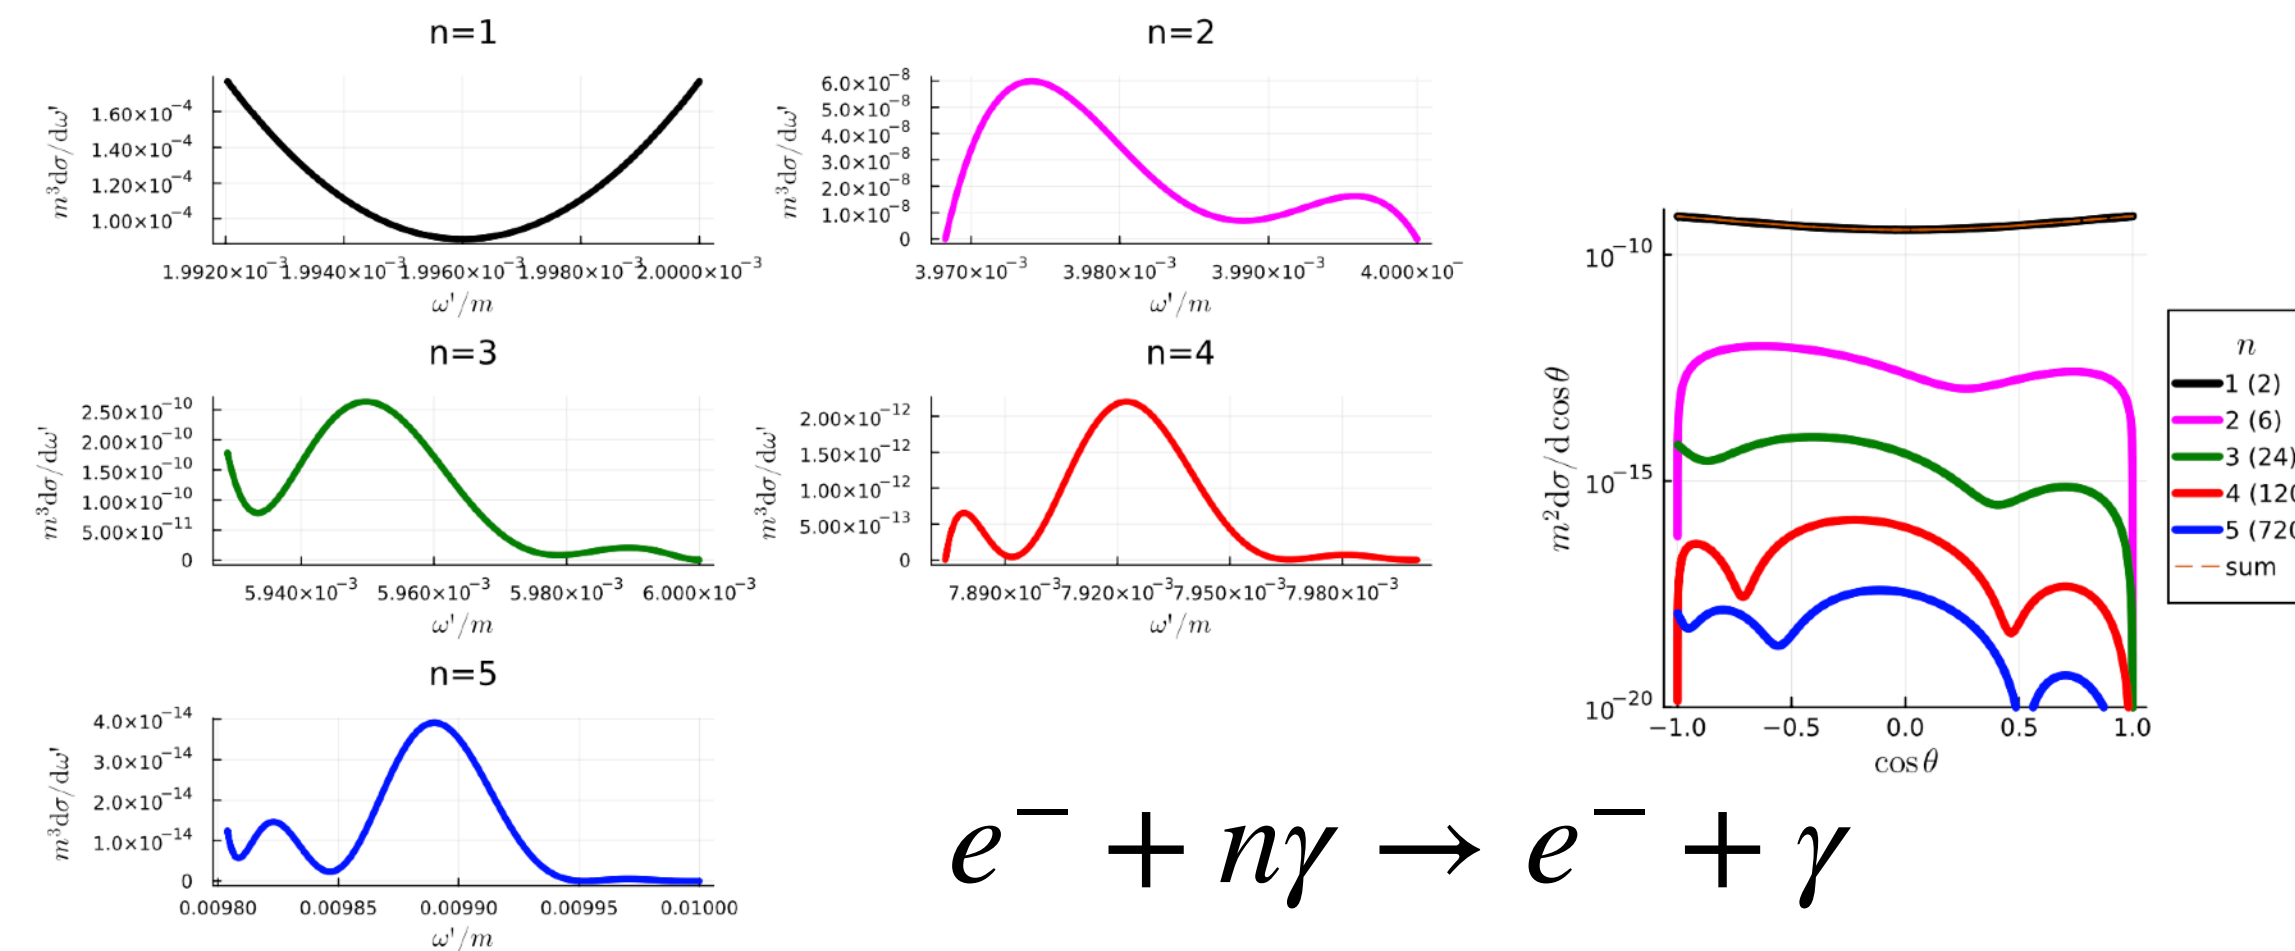 n=1
m³dσ/dω'
1.60×10⁻⁴
1.40×10⁻⁴
1.20×10⁻⁴
1.00×10⁻⁴
1.9920×10⁻³ 1.9940×10⁻³ 1.9960×10⁻³ 1.9980×10⁻³ 2.0000×10⁻³
ω'/m
n=2
m³dσ/dω'
6.0×10⁻⁸
5.0×10⁻⁸
4.0×10⁻⁸
3.0×10⁻⁸
2.0×10⁻⁸
1.0×10⁻⁸
0
3.970×10⁻³ 3.980×10⁻³ 3.990×10⁻³ 4.000×10⁻
ω'/m
n=3
m³dσ/dω'
2.50×10⁻¹⁰
2.00×10⁻¹⁰
1.50×10⁻¹⁰
1.00×10⁻¹⁰
5.00×10⁻¹¹
0
5.940×10⁻³ 5.960×10⁻³ 5.980×10⁻³ 6.000×10⁻³
ω'/m
n=4
m³dσ/dω'
2.00×10⁻¹²
1.50×10⁻¹²
1.00×10⁻¹²
5.00×10⁻¹³
0
7.890×10⁻³ 7.920×10⁻³ 7.950×10⁻³ 7.980×10⁻³
ω'/m
n=5
m³dσ/dω'
4.0×10⁻¹⁴
3.0×10⁻¹⁴
2.0×10⁻¹⁴
1.0×10⁻¹⁴
0
0.00980 0.00985 0.00990 0.00995 0.01000
ω'/m
m²dσ/d cos θ
10⁻¹⁰
10⁻¹⁵
10⁻²⁰
−1.0 −0.5 0.0 0.5 1.0
cos θ
n
1 (2)
2 (6)
3 (24)
4 (120
5 (720
sum
e⁻ + nγ → e⁻ + γ